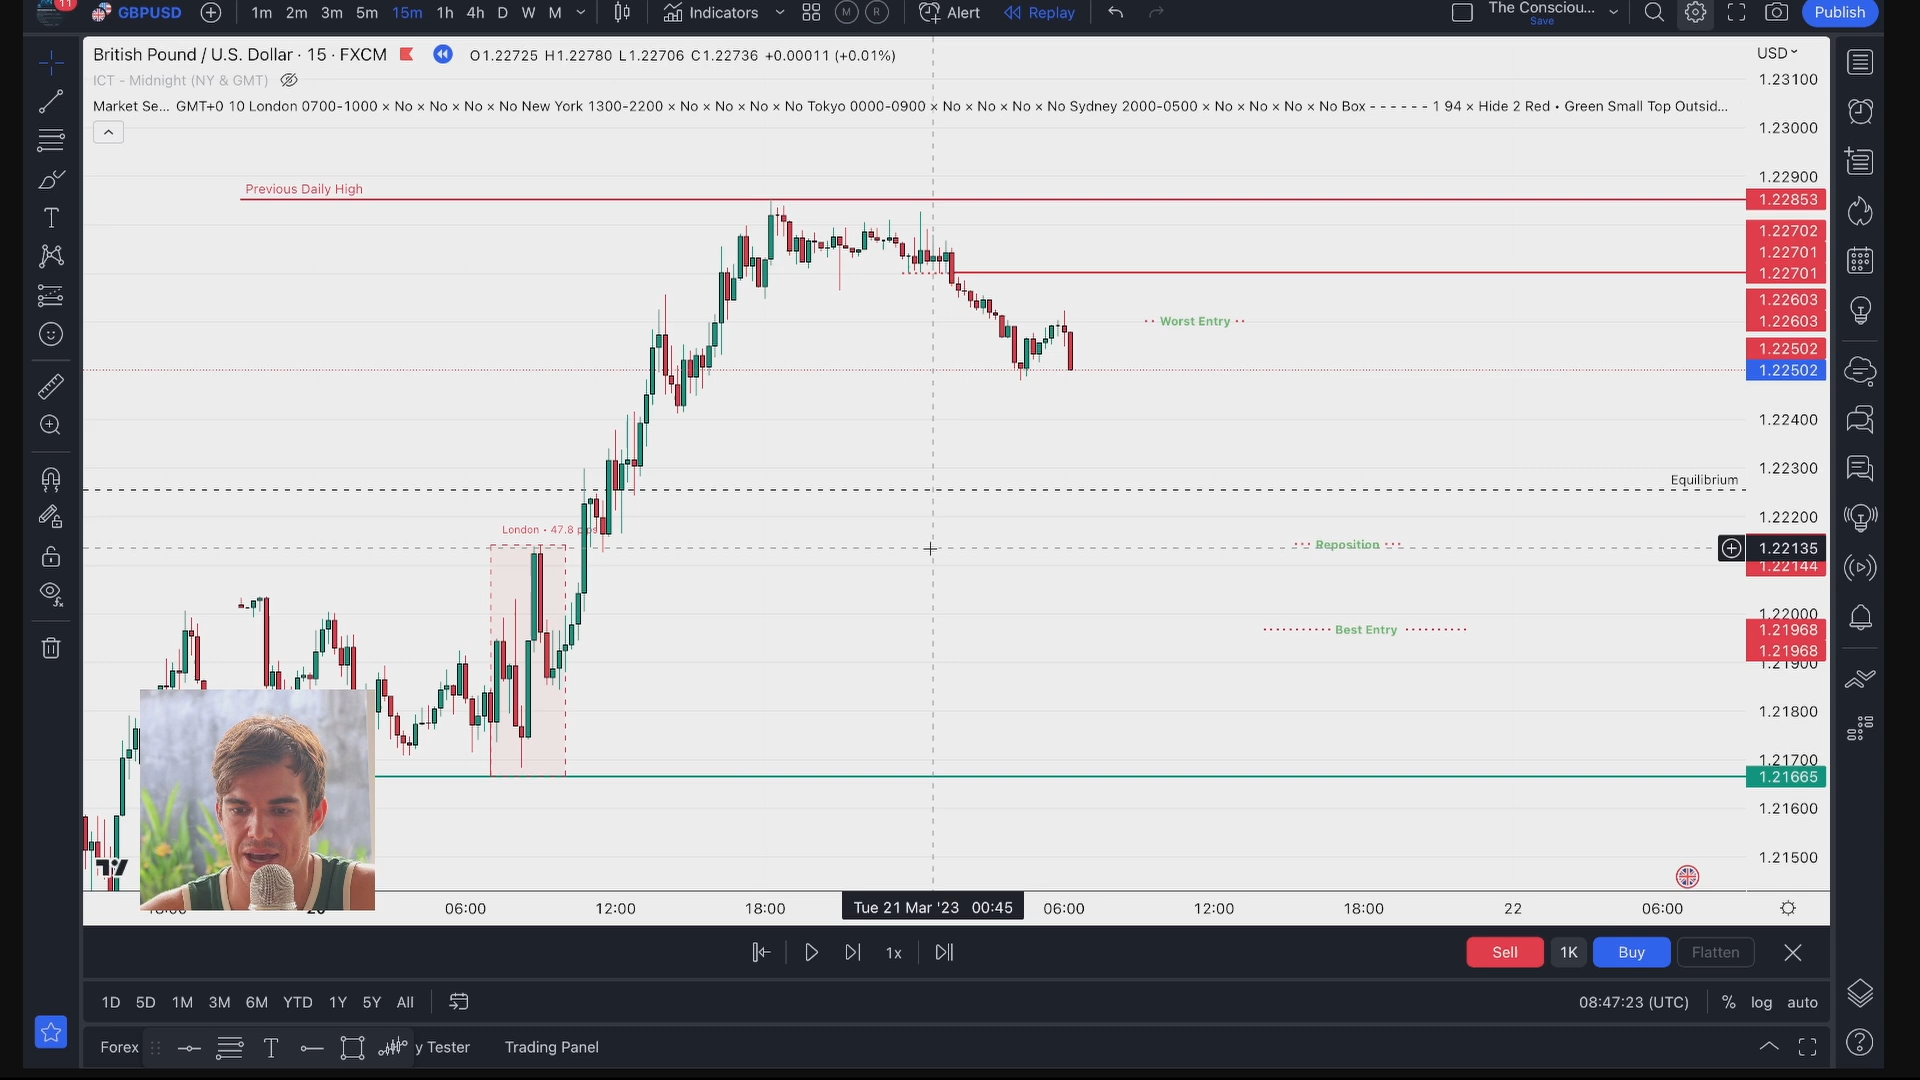 11
GBPUSD 1m 2m 3m 5m 15m 1h 4h D W M Indicators M R Alert Replay The Consciou... Save Publish
British Pound / U.S. Dollar · 15 · FXCM O1.22725 H1.22780 L1.22706 C1.22736 +0.00011 (+0.01%)
USD
ICT - Midnight (NY & GMT)
1.23100
Market Se... GMT+0 10 London 0700-1000 × No × No × No × No New York 1300-2200 × No × No × No × No Tokyo 0000-0900 × No × No × No × No Sydney 2000-0500 × No × No × No × No Box - - - - - - 1 94 × Hide 2 Red • Green Small Top Outsid...
1.23000
1.22900
Previous Daily High
1.22853
1.22702
1.22701
1.22701
1.22603
Worst Entry
1.22603
1.22502
1.22502
1.22400
1.22300
Equilibrium
1.22200
London • 47.8 pips
Reposition
1.22135
1.22144
1.22000
Best Entry
1.21968
1.21968
1.21900
1.21800
1.21700
1.21665
1.21600
1.21500
06:00 12:00 18:00 Tue 21 Mar '23 00:45 06:00 12:00 18:00 22 06:00
1x Sell 1K Buy Flatten
1D 5D 1M 3M 6M YTD 1Y 5Y All 08:47:23 (UTC) % log auto
Forex T y Tester Trading Panel